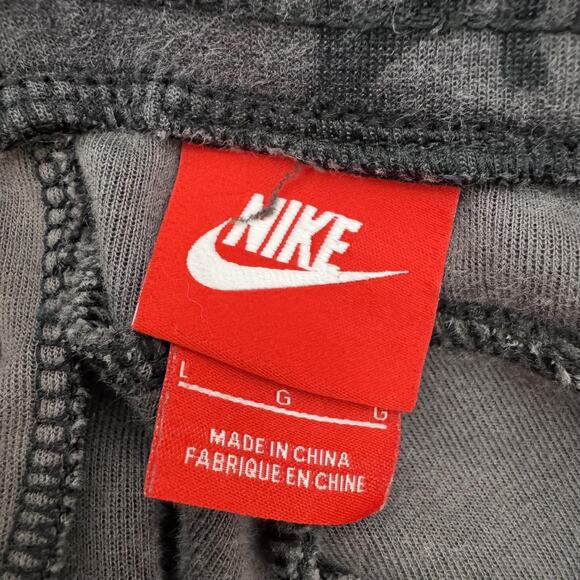 NIKE
L G G
MADE IN CHINA
FABRIQUE EN CHINE